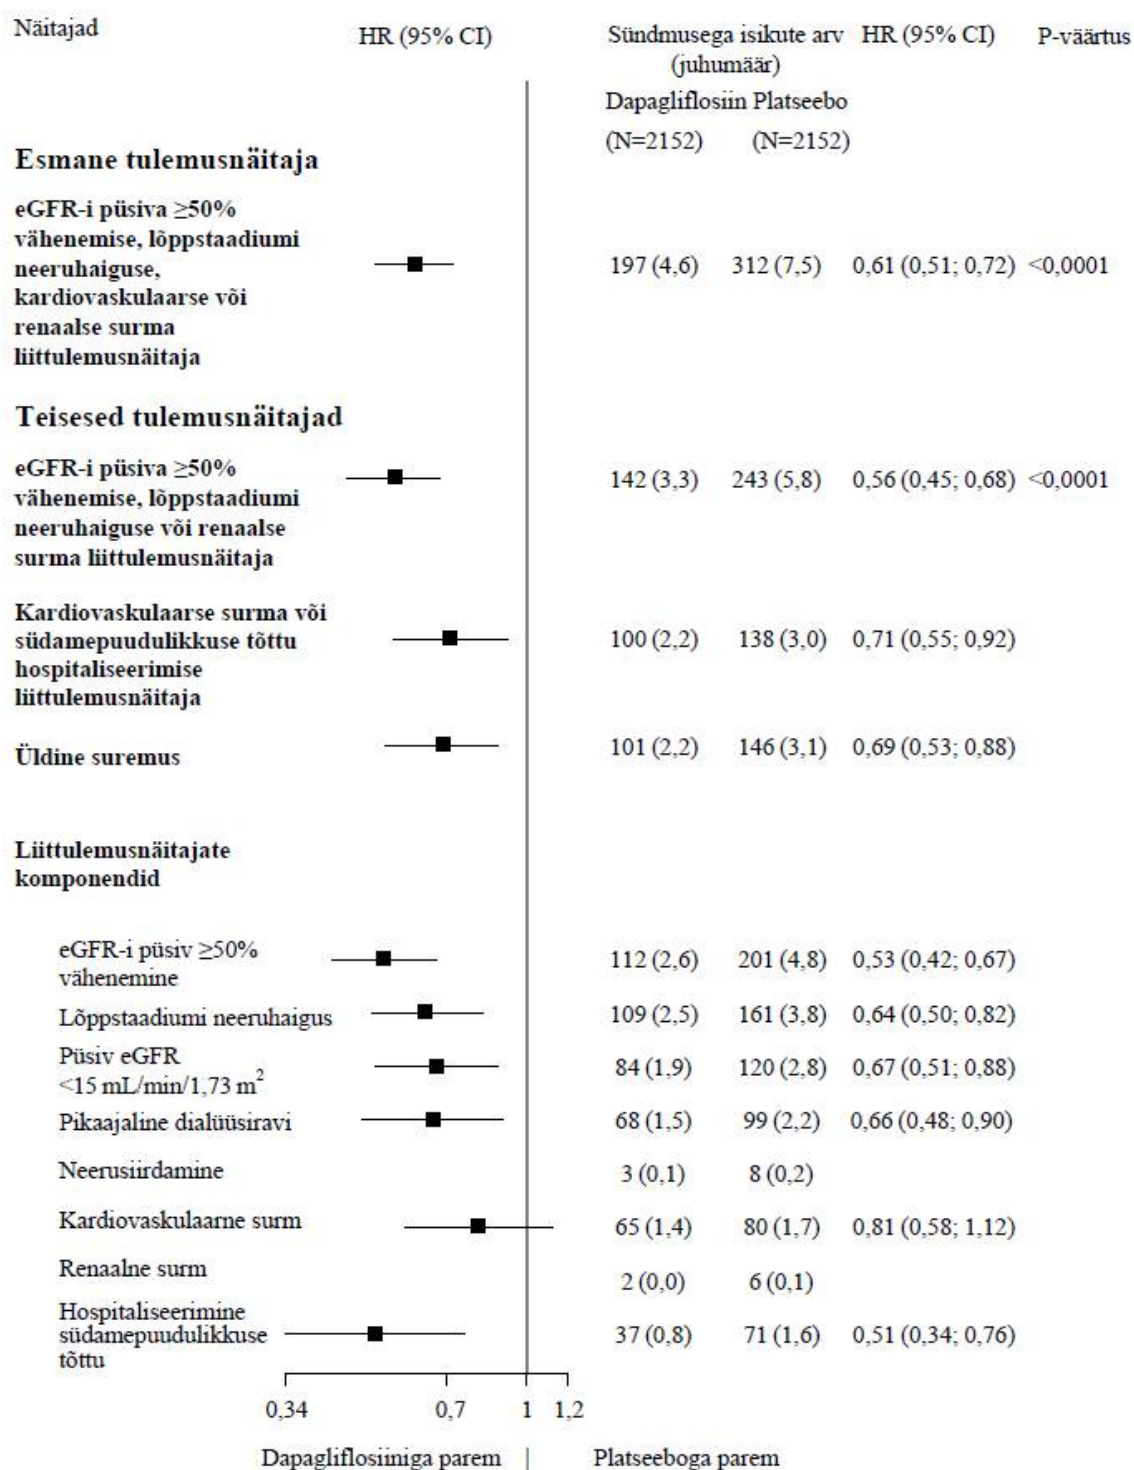 Näitajad HR (95% CI) Sündmusega isikute arv HR (95% CI) P-väärtus
(juhumäär)
Dapagliflosiin Platseebo
(N=2152) (N=2152)
Esmane tulemusnäitaja
eGFR-i püsiva ≥50%
vähenemise, lõppstaadiumi
neeruhaiguse, 197 (4,6) 312 (7,5) 0,61 (0,51; 0,72) <0,0001
kardiovaskulaarse või
renaalse surma
liittulemusnäitaja
Teisesed tulemusnäitajad
eGFR-i püsiva ≥50%
vähenemise, lõppstaadiumi 142 (3,3) 243 (5,8) 0,56 (0,45; 0,68) <0,0001
neeruhaiguse või renaalse
surma liittulemusnäitaja
Kardiovaskulaarse surma või
südamepuudulikkuse tõttu 100 (2,2) 138 (3,0) 0,71 (0,55; 0,92)
hospitaliseerimise
liittulemusnäitaja
Üldine suremus 101 (2,2) 146 (3,1) 0,69 (0,53; 0,88)
Liittulemusnäitajate
komponendid
eGFR-i püsiv ≥50% 112 (2,6) 201 (4,8) 0,53 (0,42; 0,67)
vähenemine
Lõppstaadiumi neeruhaigus 109 (2,5) 161 (3,8) 0,64 (0,50; 0,82)
Püsiv eGFR 84 (1,9) 120 (2,8) 0,67 (0,51; 0,88)
<15 mL/min/1,73 m²
Pikaajaline dialüüsiravi 68 (1,5) 99 (2,2) 0,66 (0,48; 0,90)
Neerusiirdamine 3 (0,1) 8 (0,2)
Kardiovaskulaarne surm 65 (1,4) 80 (1,7) 0,81 (0,58; 1,12)
Renaalne surm 2 (0,0) 6 (0,1)
Hospitaliseerimine
südamepuudulikkuse 37 (0,8) 71 (1,6) 0,51 (0,34; 0,76)
tõttu
0,34 0,7 1 1,2
Dapagliflosiiniga parem | Platseeboga parem